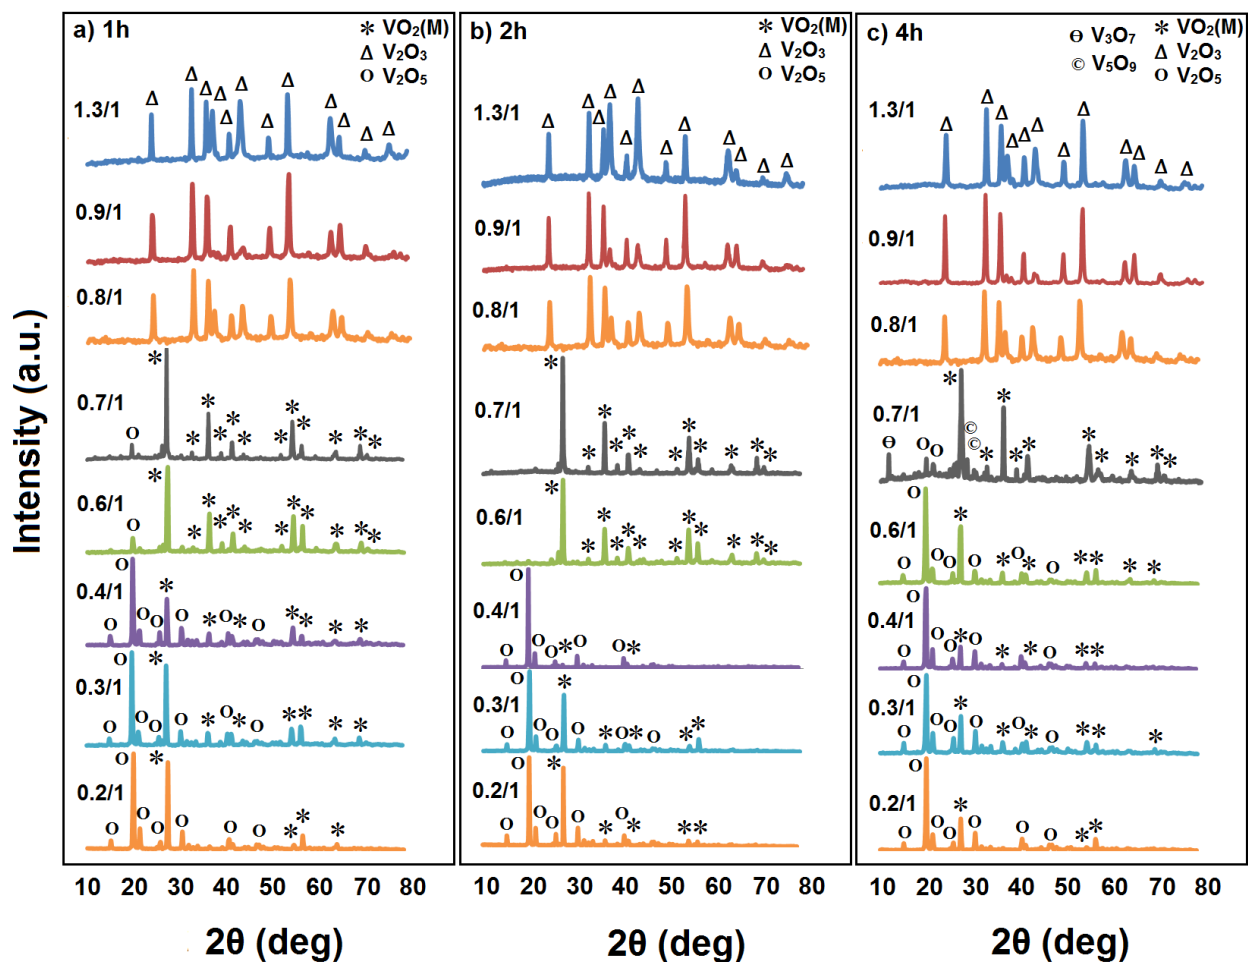 Intensity (a.u.)
a) 1h
* VO₂(M)
Δ V₂O₃
O V₂O₅
1.3/1
Δ Δ Δ Δ Δ Δ Δ Δ Δ Δ Δ Δ
0.9/1
0.8/1
0.7/1
O * * * * * * * * * * *
0.6/1
O * * * * * * * * * * *
0.4/1
O O O O * O * O * O * * * *
0.3/1
O O O O * O * O * O * * * *
0.2/1
O O O O * O O O * * *
10 20 30 40 50 60 70 80
2θ (deg)
b) 2h
* VO₂(M)
Δ V₂O₃
O V₂O₅
1.3/1
Δ Δ Δ Δ Δ Δ Δ Δ Δ Δ Δ Δ
0.9/1
0.8/1
0.7/1
* * * * * * * * * * *
0.6/1
* * * * * * * * * * *
0.4/1
O O O O * O O *
0.3/1
O O O O * O * O * O * *
0.2/1
O O O O * O * O * * *
10 20 30 40 50 60 70 80
2θ (deg)
c) 4h
ɵ V₃O₇
© V₅O₉
* VO₂(M)
Δ V₂O₃
O V₂O₅
1.3/1
Δ Δ Δ Δ Δ Δ Δ Δ Δ Δ Δ Δ
0.9/1
0.8/1
0.7/1
ɵ O O * © © * * * * * * * * *
0.6/1
O O O O * O * O * O * * * *
0.4/1
O O O O * O * * O * *
0.3/1
O O O O * O * O * O * * *
0.2/1
O O O O * O O O * *
10 20 30 40 50 60 70 80
2θ (deg)